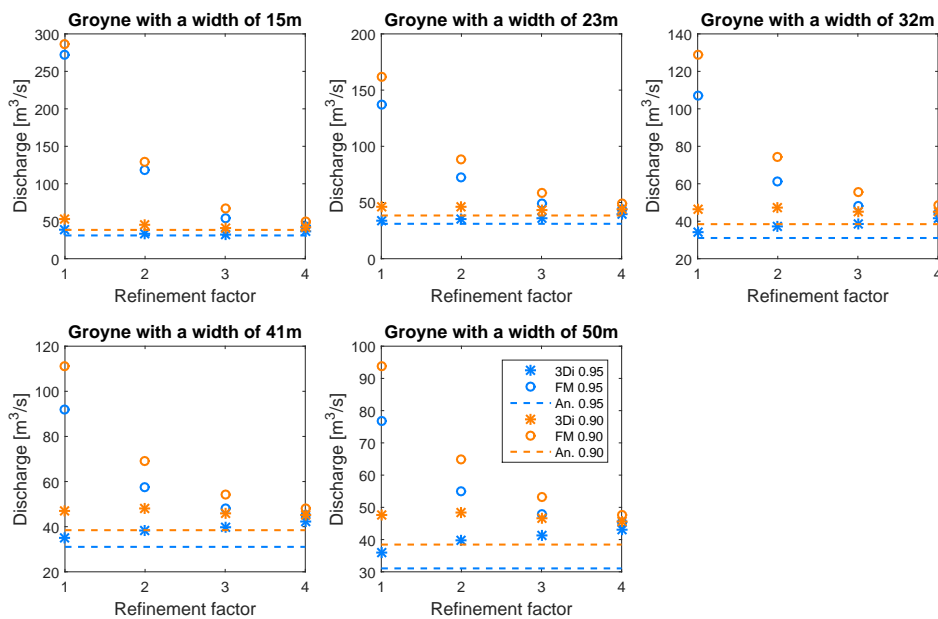 Groyne with a width of 15m
300
250
200
150
100
50
0
Discharge [m³/s]
1 2 3 4
Refinement factor
Groyne with a width of 23m
200
150
100
50
0
Discharge [m³/s]
1 2 3 4
Refinement factor
Groyne with a width of 32m
140
120
100
80
60
40
20
Discharge [m³/s]
1 2 3 4
Refinement factor
Groyne with a width of 41m
120
100
80
60
40
20
Discharge [m³/s]
1 2 3 4
Refinement factor
Groyne with a width of 50m
100
90
80
70
60
50
40
30
Discharge [m³/s]
1 2 3 4
Refinement factor
3Di 0.95
FM 0.95
An. 0.95
3Di 0.90
FM 0.90
An. 0.90